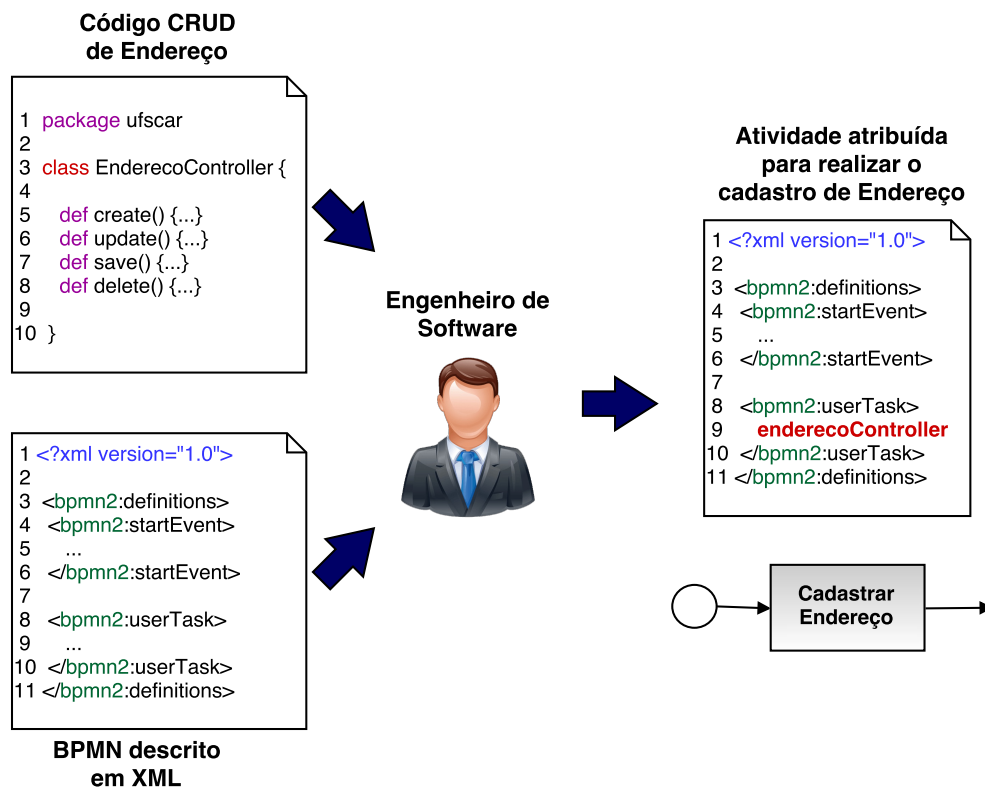 Código CRUD
de Endereço
1 package ufscar
2
3 class EnderecoController {
4
5 def create() {...}
6 def update() {...}
7 def save() {...}
8 def delete() {...}
9
10 }
1 <?xml version="1.0">
2
3 <bpmn2:definitions>
4 <bpmn2:startEvent>
5 ...
6 </bpmn2:startEvent>
7
8 <bpmn2:userTask>
9 ...
10 </bpmn2:userTask>
11 </bpmn2:definitions>
BPMN descrito
em XML
Engenheiro de
Software
Atividade atribuída
para realizar o
cadastro de Endereço
1 <?xml version="1.0">
2
3 <bpmn2:definitions>
4 <bpmn2:startEvent>
5 ...
6 </bpmn2:startEvent>
7
8 <bpmn2:userTask>
9 enderecoController
10 </bpmn2:userTask>
11 </bpmn2:definitions>
Cadastrar
Endereço